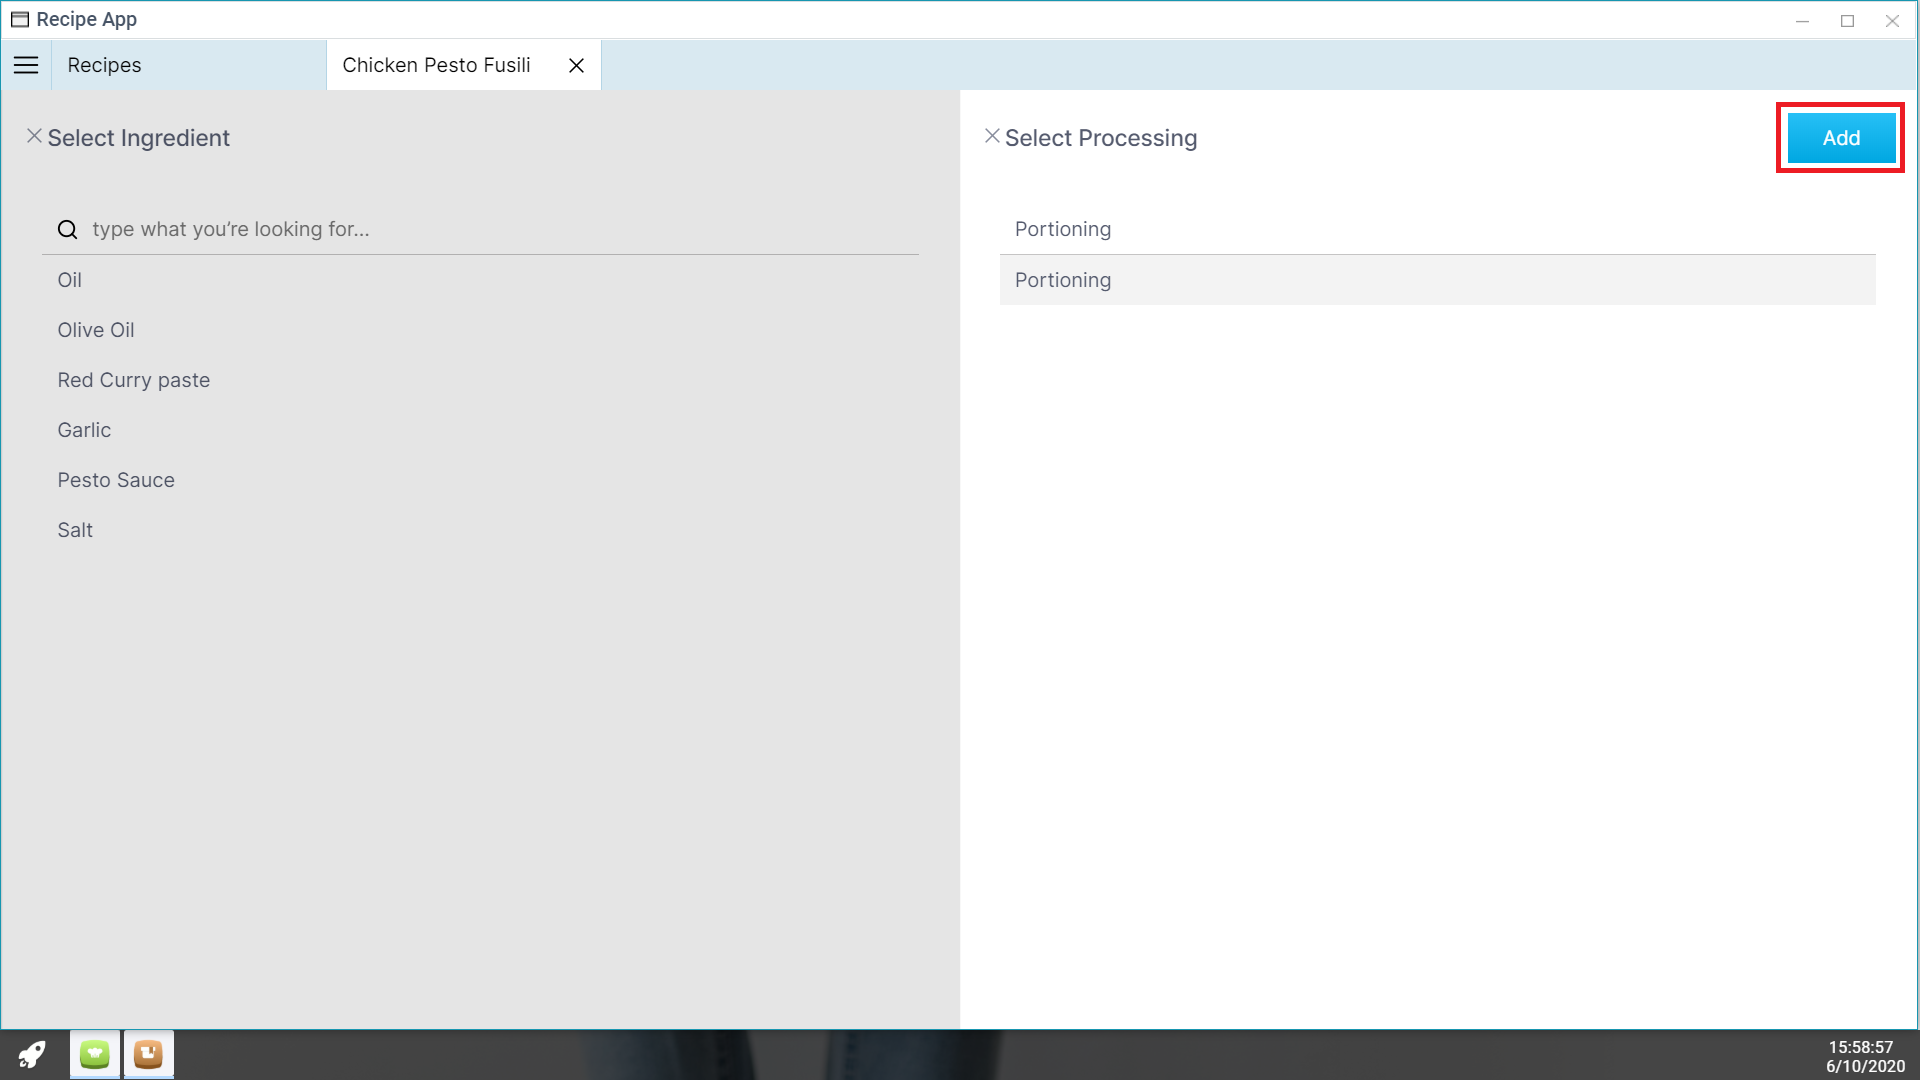 Recipe App
Recipes
Chicken Pesto Fusili
Select Ingredient
type what you’re looking for...
Oil
Olive Oil
Red Curry paste
Garlic
Pesto Sauce
Salt
Select Processing
Add
Portioning
Portioning
15:58:57
6/10/2020